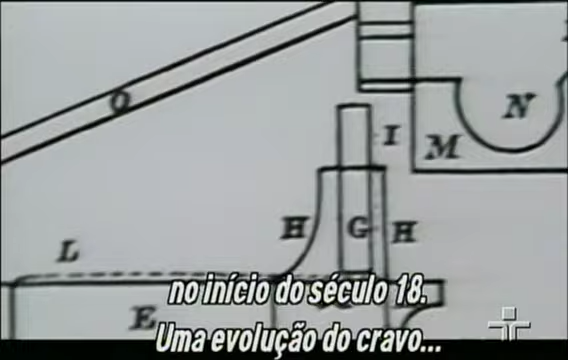 O
I
M
N
H
G
H
L
E
no início do século 18.
Uma evolução do cravo...